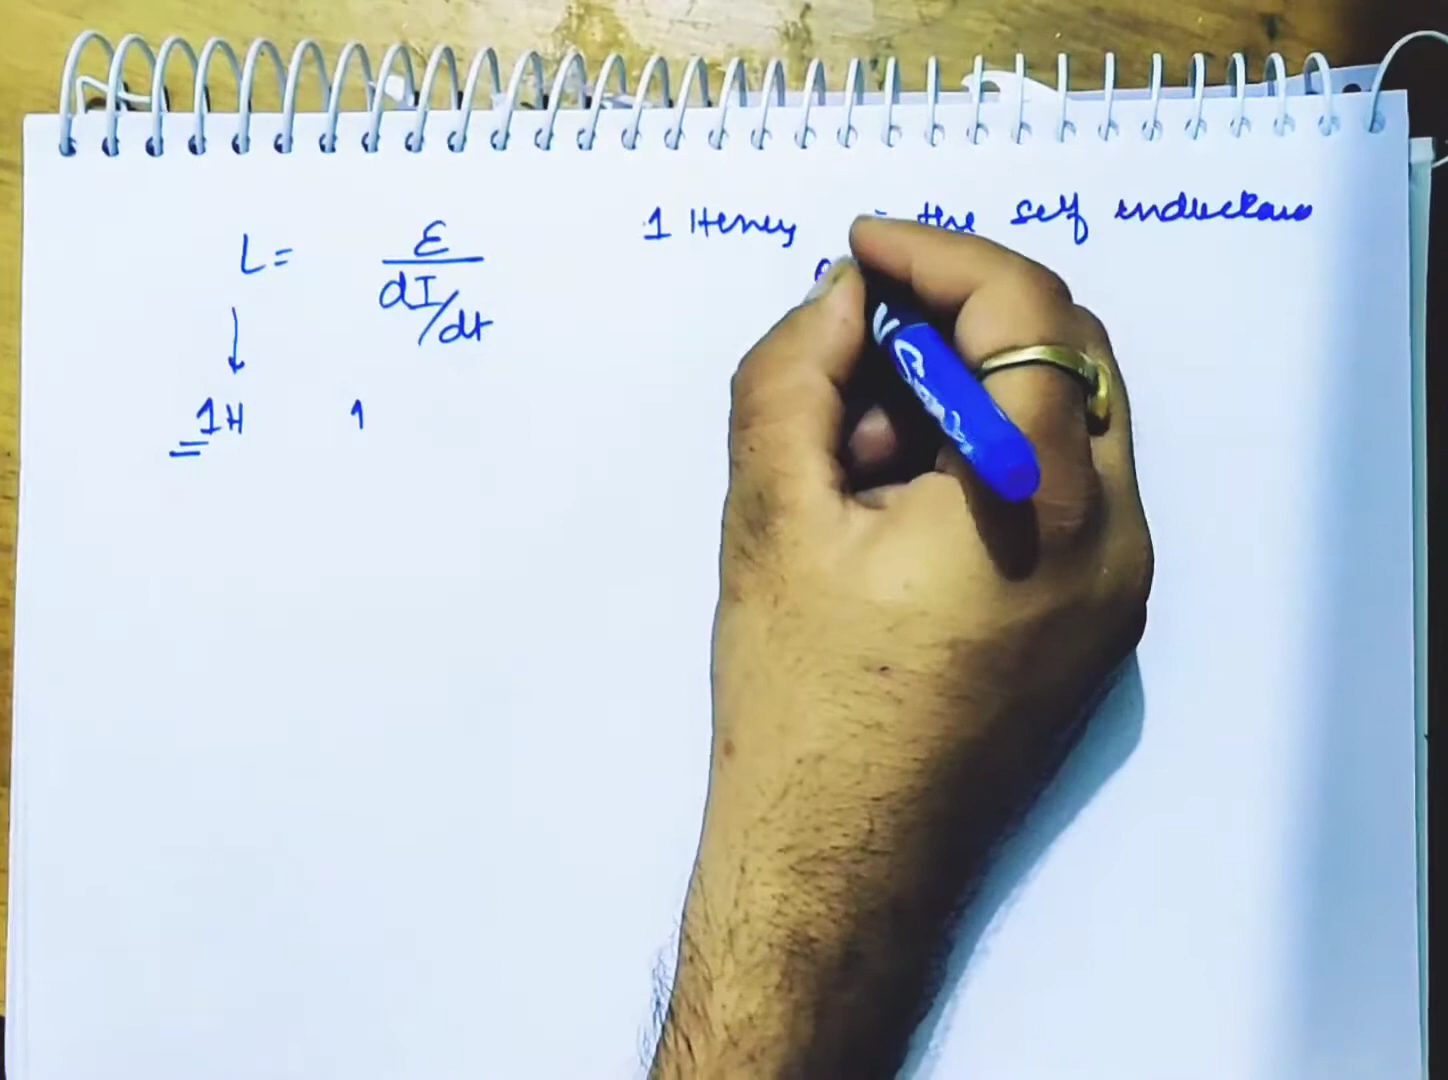 L = ε / dI/dt
1H 1
1 Henry the self inductance